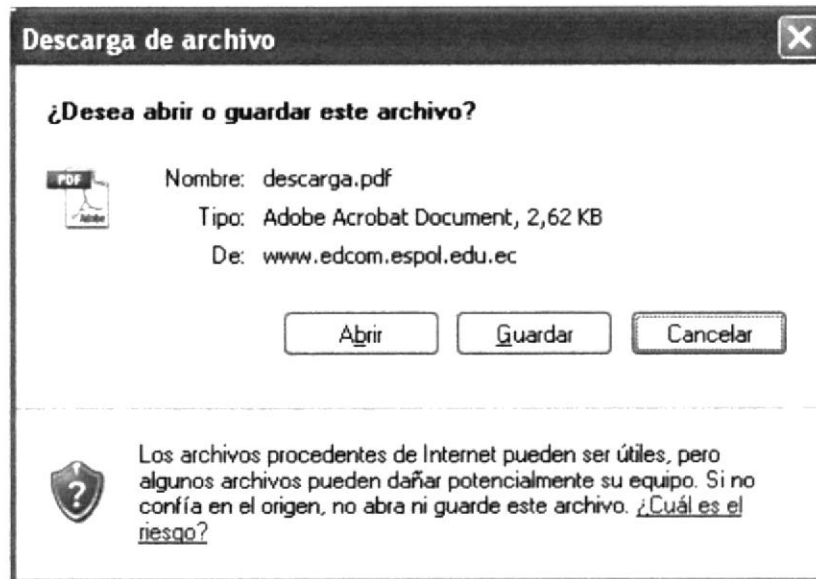 Descarga de archivo
¿Desea abrir o guardar este archivo?
PDF
Adobe
Nombre: descarga.pdf
Tipo: Adobe Acrobat Document, 2,62 KB
De: www.edcom.espol.edu.ec
Abrir Guardar Cancelar
Los archivos procedentes de Internet pueden ser útiles, pero
algunos archivos pueden dañar potencialmente su equipo. Si no
confía en el origen, no abra ni guarde este archivo. ¿Cuál es el
riesgo?